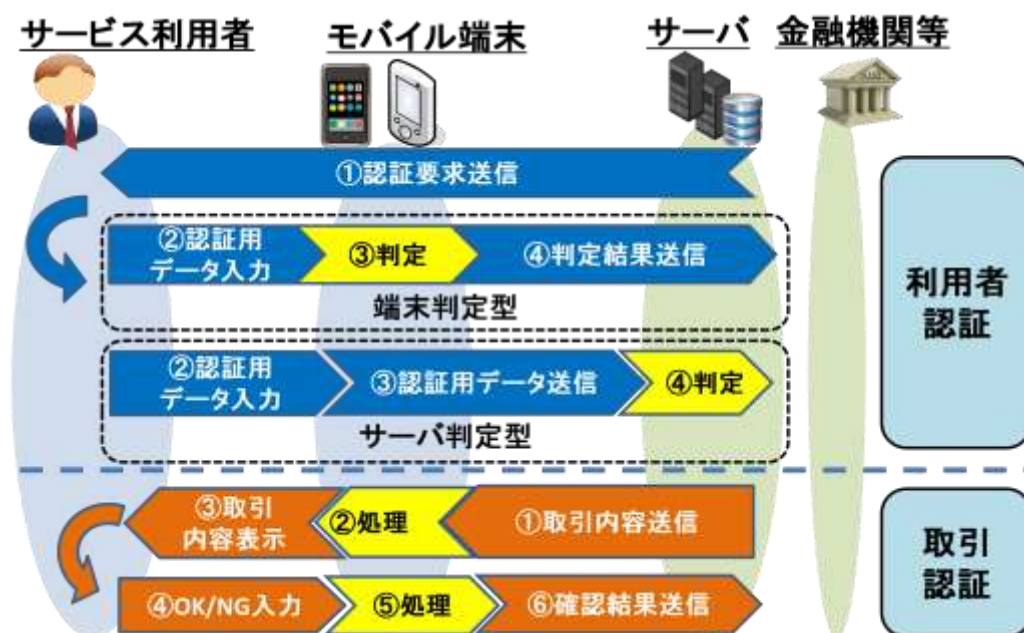 サービス利用者
モバイル端末
サーバ
金融機関等
①認証要求送信
②認証用
データ入力
③判定
④判定結果送信
端末判定型
②認証用
データ入力
③認証用データ送信
④判定
サーバ判定型
利用者
認証
③取引
内容表示
②処理
①取引内容送信
④OK/NG入力
⑤処理
⑥確認結果送信
取引
認証